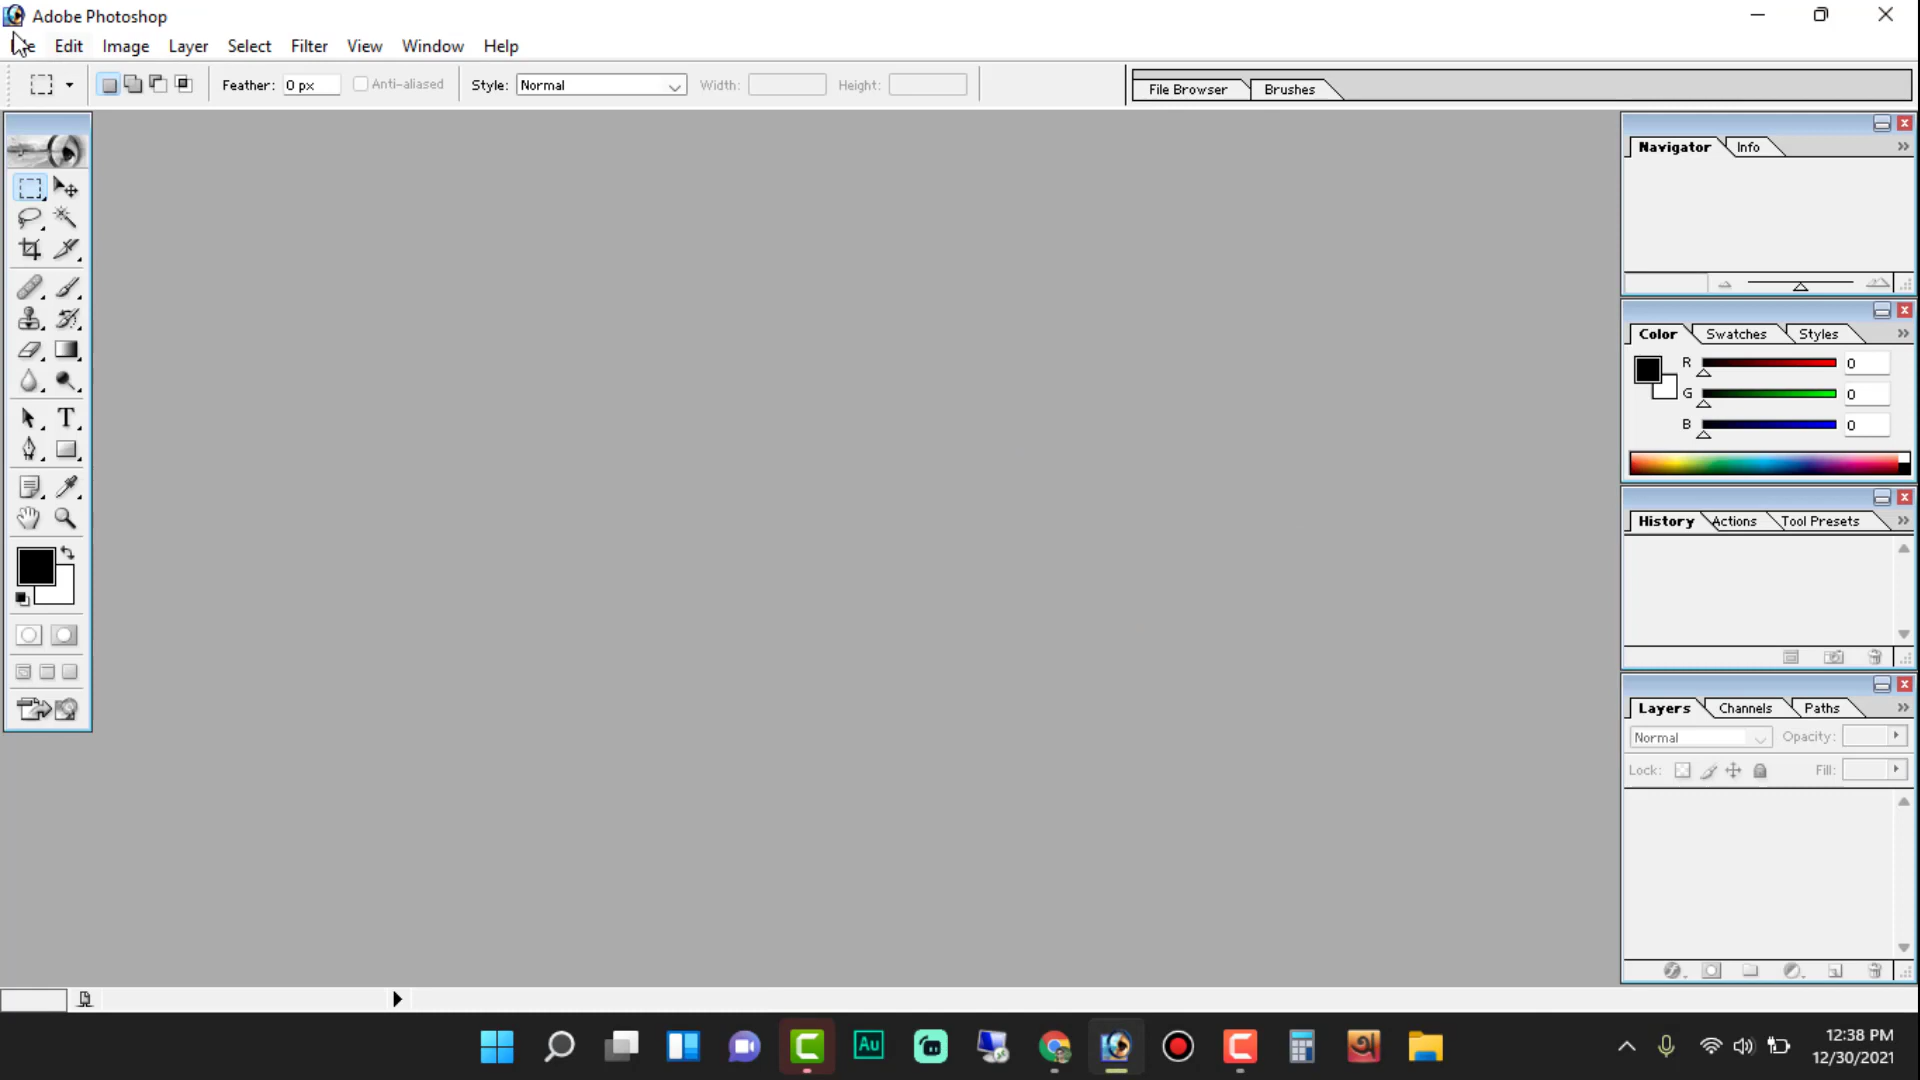 Adobe Photoshop
Edit Image Layer Select Filter View Window Help
Feather: 0 px Anti-aliased Style: Normal Width: Height: File Browser Brushes
Navigator Info
Color Swatches Styles
R 0
G 0
B 0
History Actions Tool Presets
Layers Channels Paths
Normal Opacity:
Lock: Fill:
12:38 PM
12/30/2021
T
Au